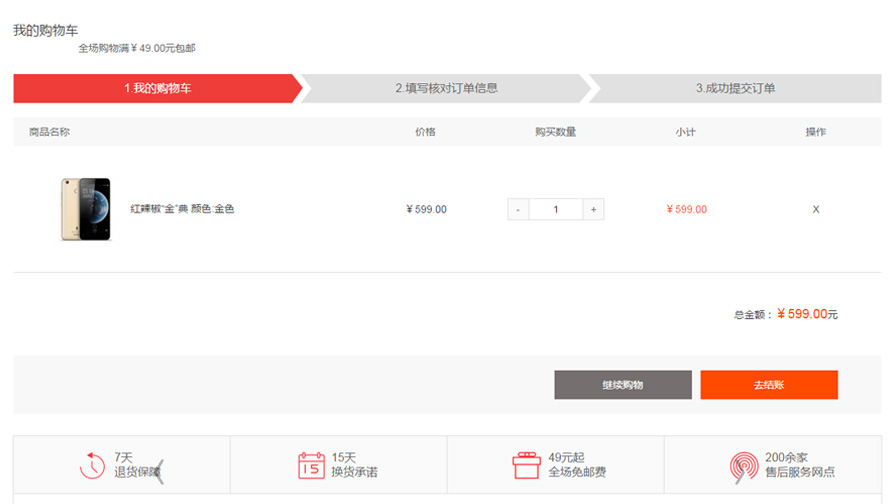 我的购物车
全场购物满￥49.00元包邮
1.我的购物车 2.填写核对订单信息 3.成功提交订单
商品名称 价格 购买数量 小计 操作
红辣椒“金”典 颜色:金色 ￥599.00 - 1 + ￥599.00 X
总金额：￥599.00元
继续购物 去结账
7天 15天 49元起 200余家
退货保障 换货承诺 全场免邮费 售后服务网点